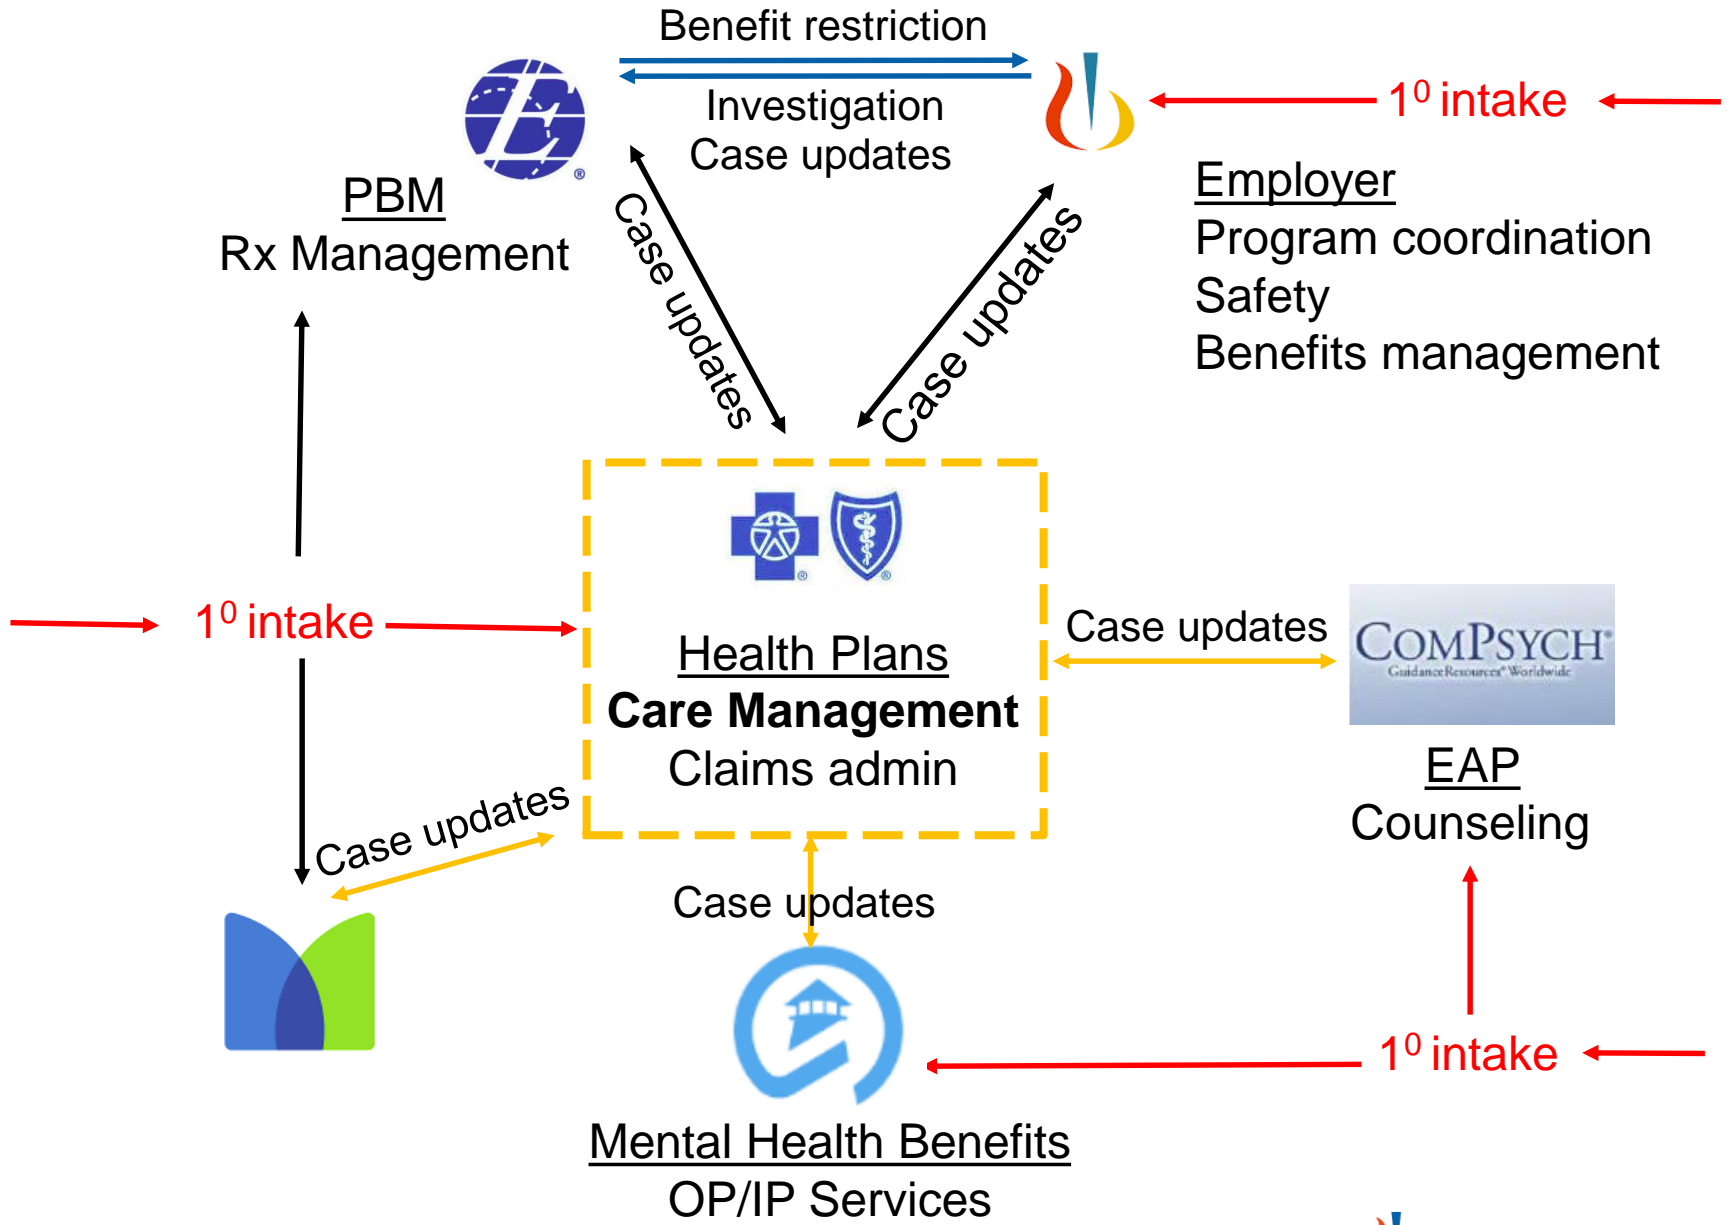 Benefit restriction
Investigation
Case updates
1⁰ intake
E
®
PBM
Rx Management
Employer
Program coordination
Safety
Benefits management
Case updates
Case updates
® ®
Health Plans
Care Management
Claims admin
1⁰ intake
Case updates
COMPSYCH®
GuidanceResources® Worldwide
EAP
Counseling
Case updates
Case updates
1⁰ intake
Mental Health Benefits
OP/IP Services